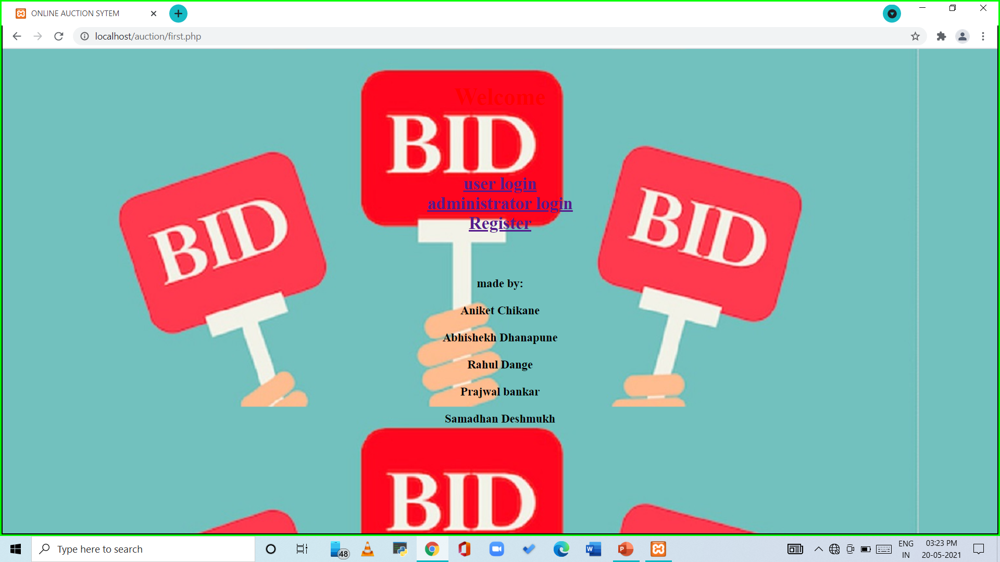 ONLINE AUCTION SYTEM
localhost/auction/first.php
Welcome
BID
BID
BID
user login
administrator login
Register
made by:
Aniket Chikane
Abhishekh Dhanapune
Rahul Dange
Prajwal bankar
Samadhan Deshmukh
BID
Type here to search
48
ENG
IN
03:23 PM
20-05-2021